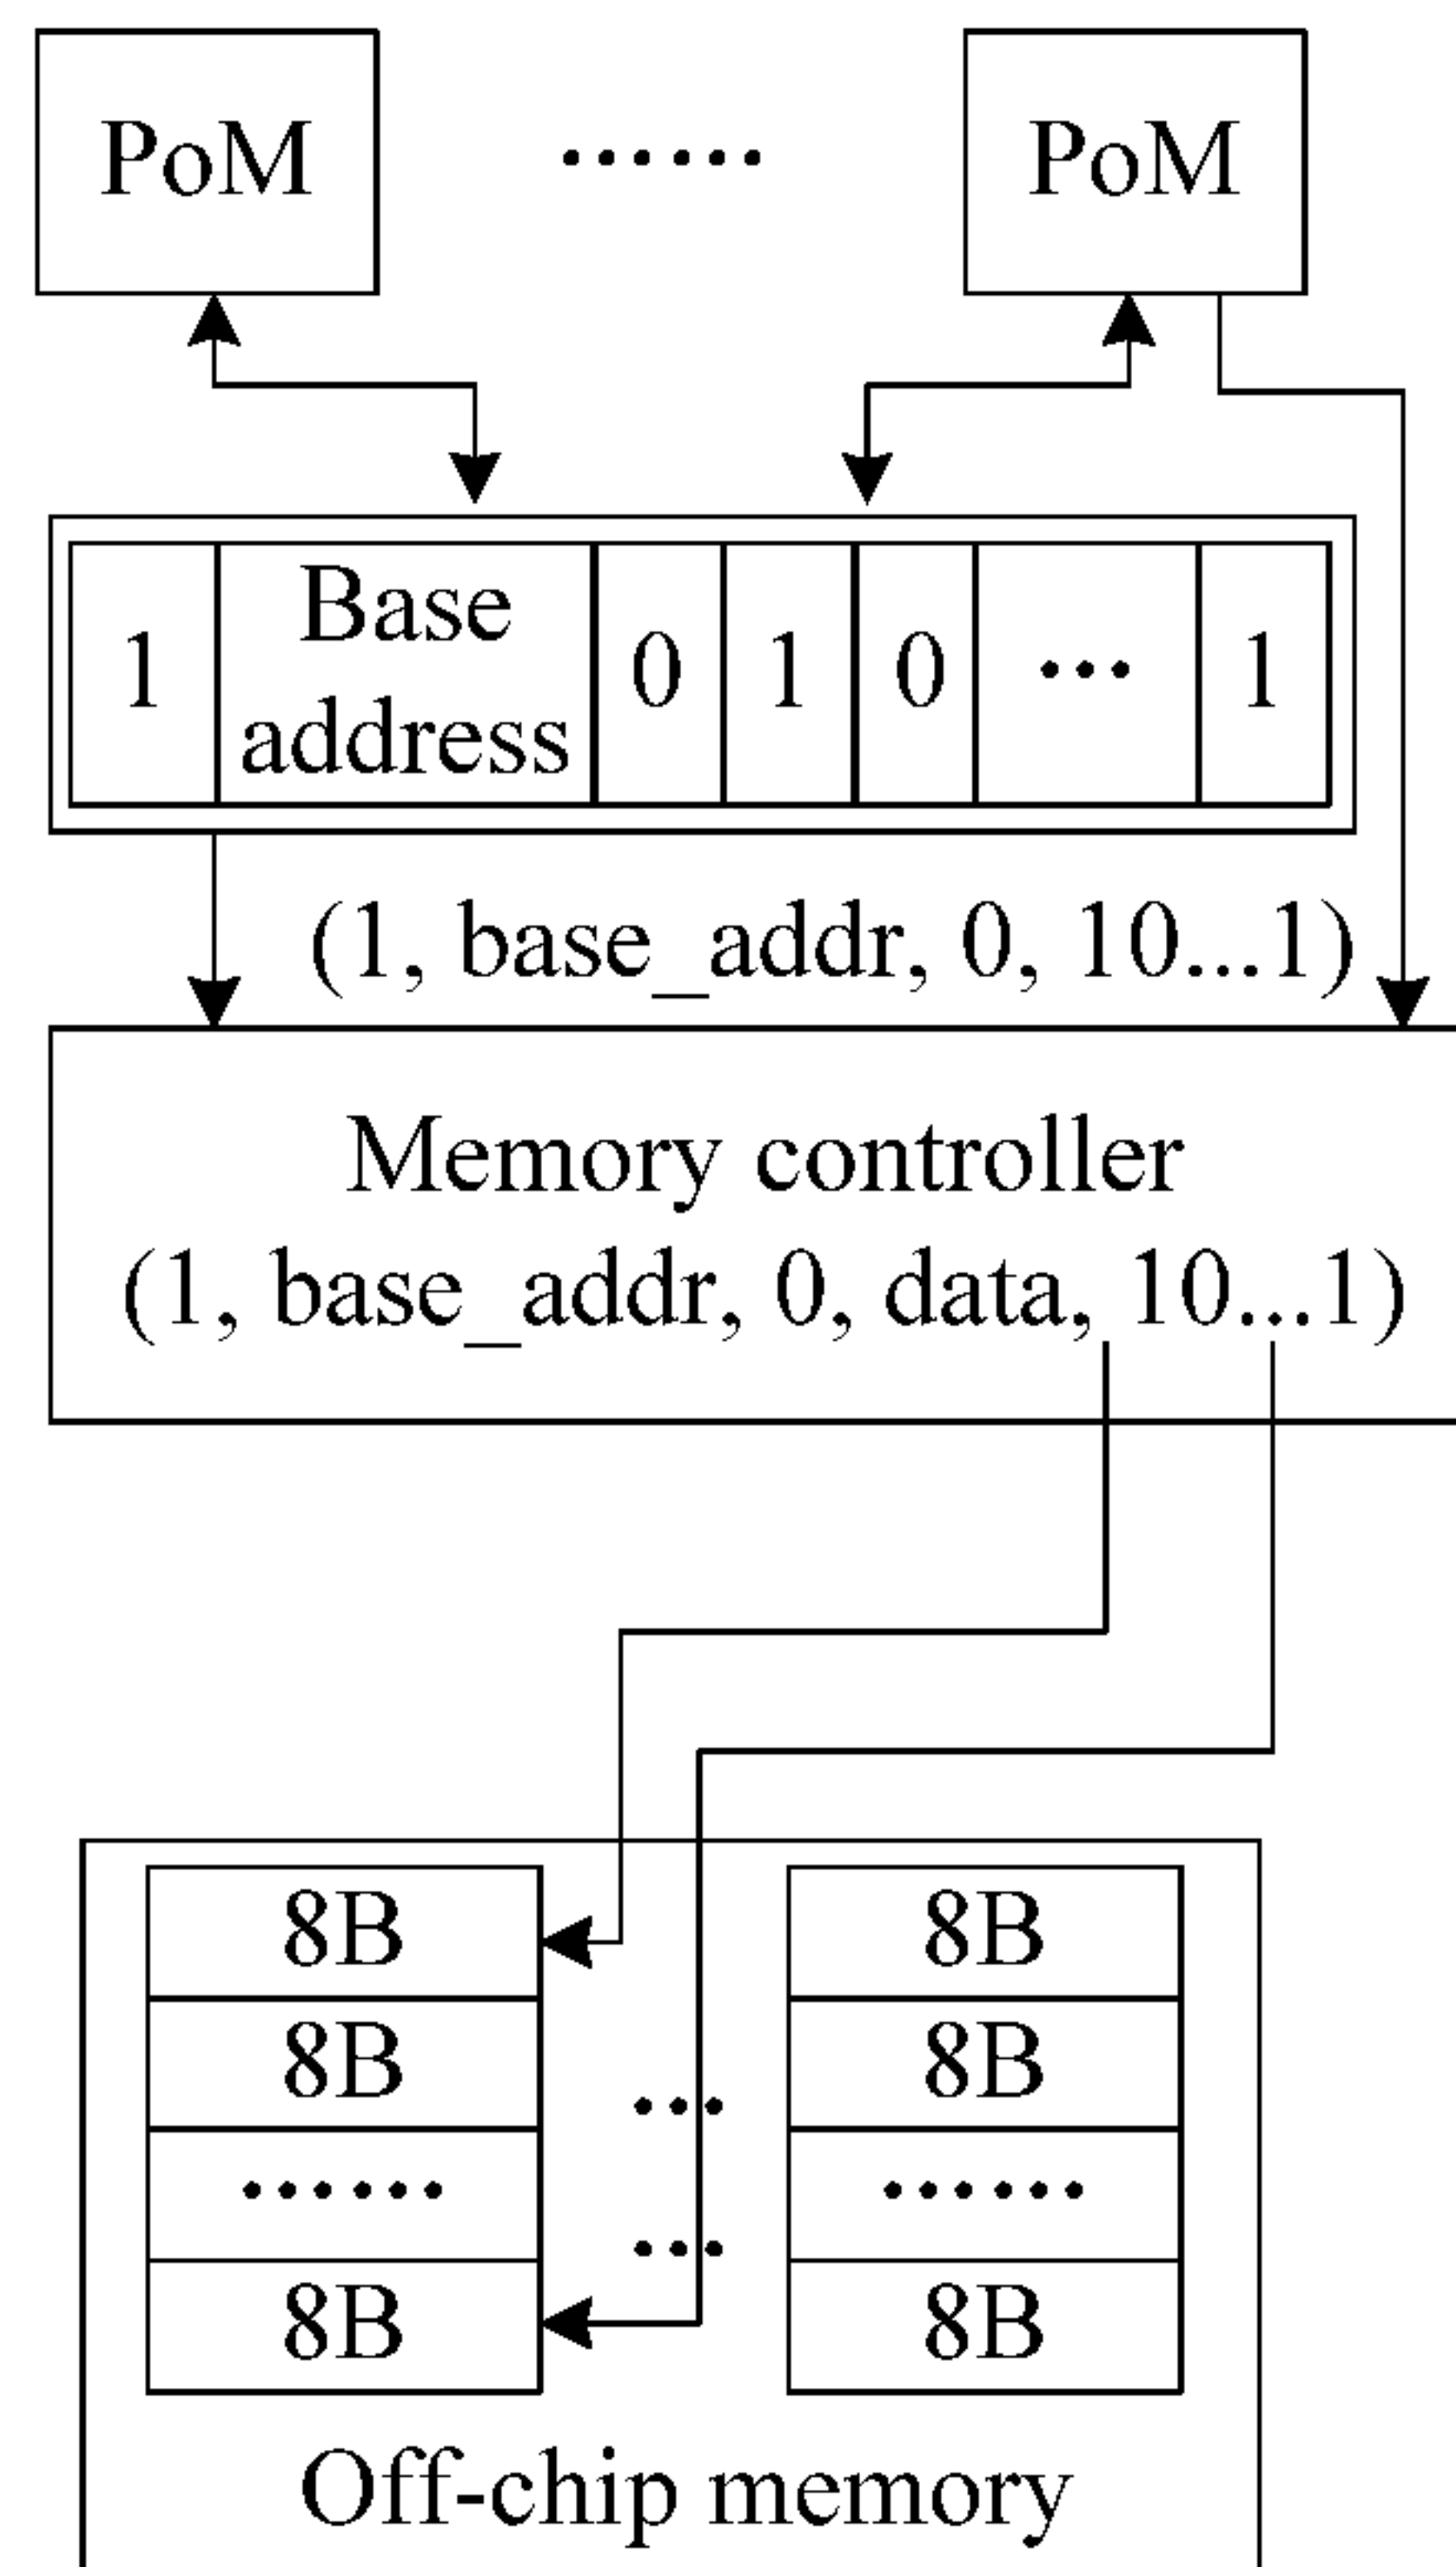 PoM ...... PoM
1 Base address 0 1 0 ... 1
(1, base_addr, 0, 10...1)
Memory controller
(1, base_addr, 0, data, 10...1)
8B 8B
8B 8B
... 
...... ......
...
8B 8B
Off-chip memory